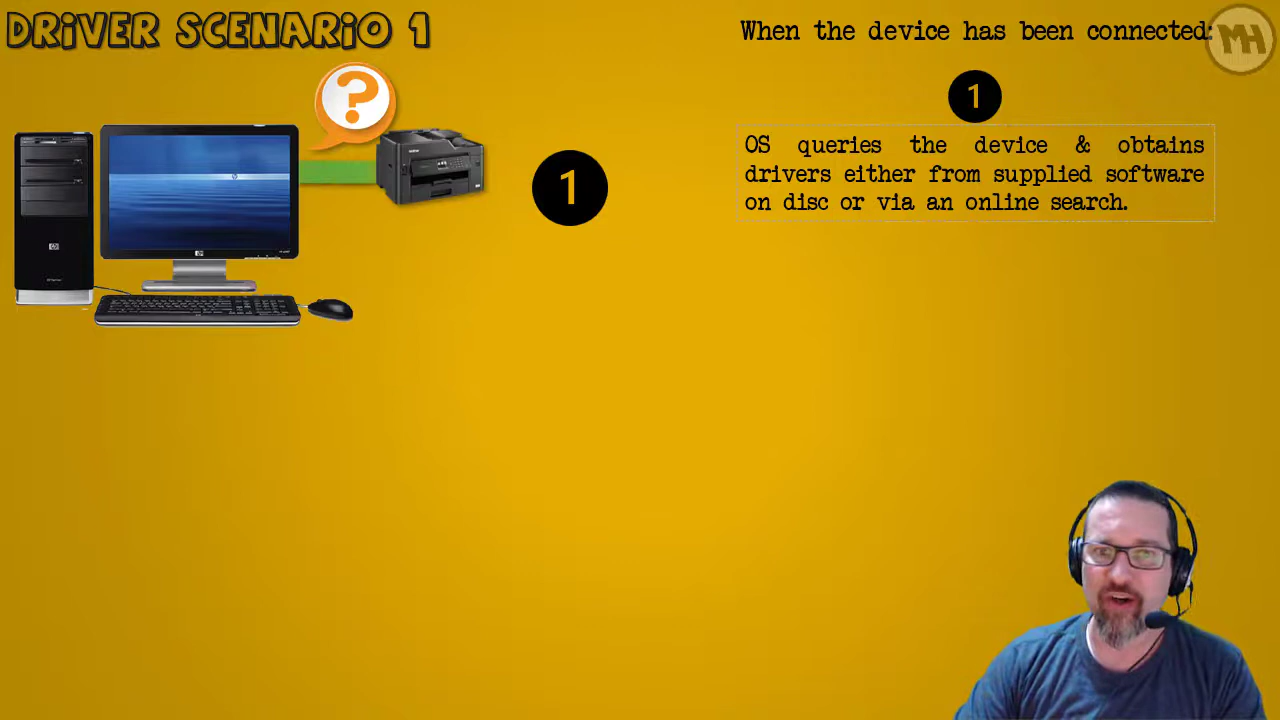 DRiVER SCENARiO 1
When the device has been connected:
MH
1
OS queries the device & obtains
drivers either from supplied software
on disc or via an online search.
?
1